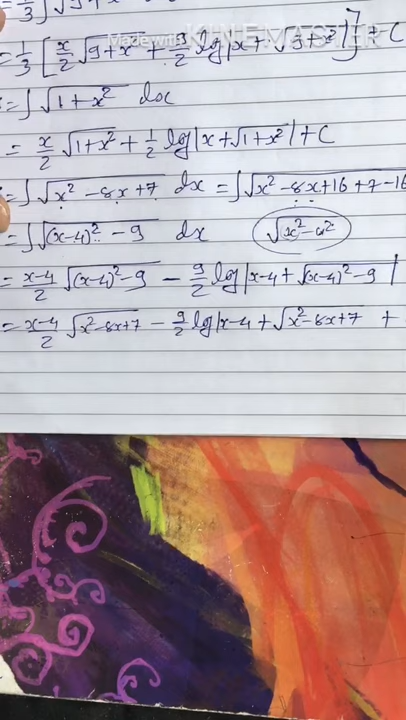 = 1/3 ∫√9+x
Made with KINEMASTER
= 1/3 [x/2 √9+x² + 9/2 log|x + √9+x²|] + C
= ∫ √1+x² dx
= x/2 √1+x² + 1/2 log|x+√1+x²| + C
= ∫ √x² - 8x + 7 dx = ∫√x² - 8x + 16 + 7 - 16
= ∫ √(x-4)² - 9 dx √x² - a²
= x-4/2 √(x-4)² - 9 - 9/2 log|x-4 + √(x-4)² - 9|
= x-4/2 √x² - 8x + 7 - 9/2 log|x-4 + √x² - 8x + 7 +